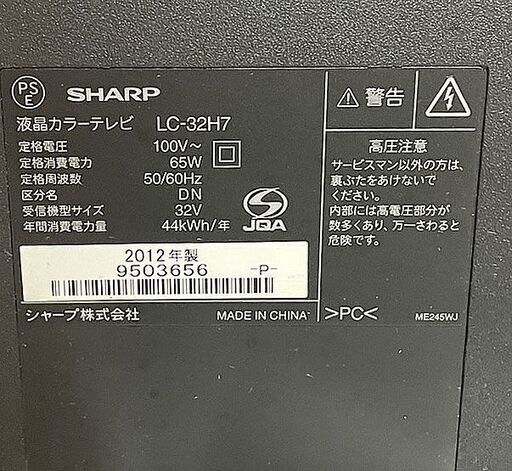 PS
E
SHARP
液晶カラーテレビ LC-32H7
定格電圧 100V～
定格消費電力 65W
定格周波数 50/60Hz
区分名 DN
受信機型サイズ 32V
年間消費電力量 44kWh/年
JQA
2012年製
9503656 -P-
シャープ株式会社 MADE IN CHINA
警告
高圧注意
サービスマン以外の方は、
裏ぶたをあけないで
ください。
内部には高電圧部分が
数多くあり、万一さわると
危険です。
>PC<
ME245WJ